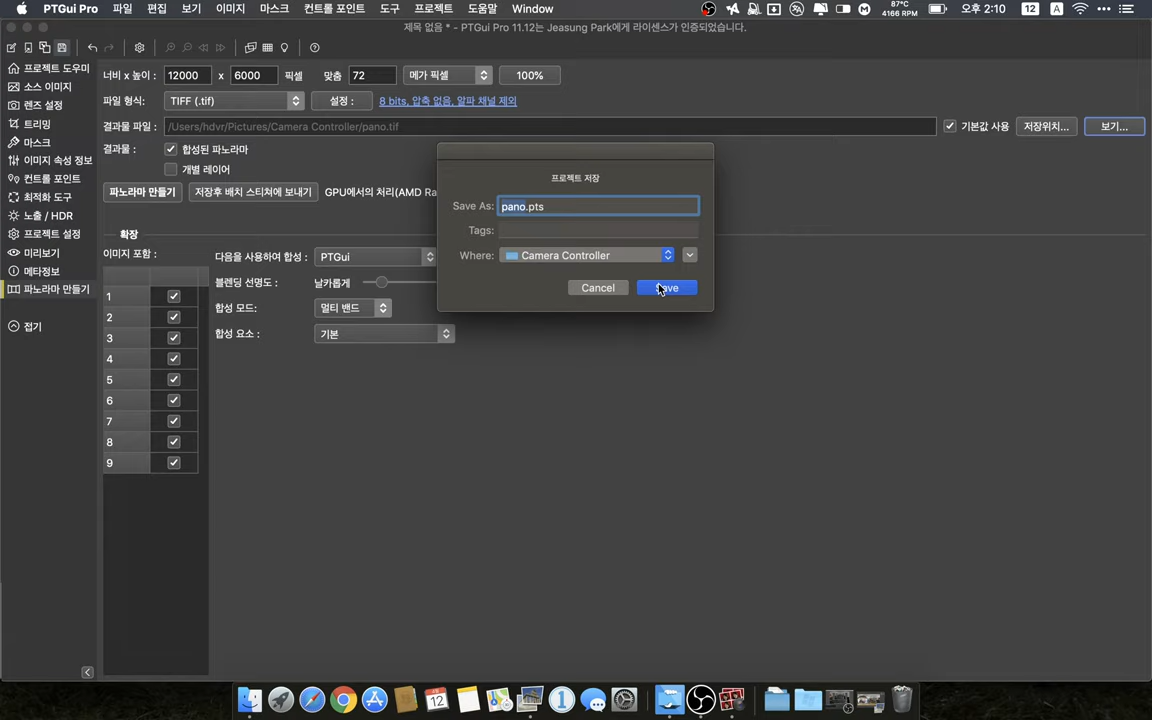 PTGui Pro 파일 편집 보기 이미지 마스크 컨트롤 포인트 도구 프로젝트 도움말 Window 87°C 4166 RPM 오후 2:10 12 A
제목 없음 * - PTGui Pro 11.12는 Jeasung Park에게 라이센스가 인증되었습니다.
프로젝트 도우미
소스 이미지
렌즈 설정
트리밍
마스크
이미지 속성 정보
컨트롤 포인트
최적화 도구
노출 / HDR
프로젝트 설정
미리보기
메타정보
파노라마 만들기
접기
너비 x 높이 : 12000 x 6000 픽셀 맞춤 72 메가 픽셀 100%
파일 형식: TIFF (.tif) 설정 : 8 bits, 압축 없음, 알파 채널 제외
결과물 파일 : /Users/hdvr/Pictures/Camera Controller/pano.tif 기본값 사용 저장위치... 보기...
결과물 : 합성된 파노라마
개별 레이어
파노라마 만들기 저장후 배치 스티쳐에 보내기 GPU에서의 처리(AMD Ra
확장
이미지 포함 :
1
2
3
4
5
6
7
8
9
다음을 사용하여 합성 : PTGui
블렌딩 선명도 : 날카롭게
합성 모드: 멀티 밴드
합성 요소 : 기본
프로젝트 저장
Save As: pano.pts
Tags:
Where: Camera Controller
Cancel Save
12